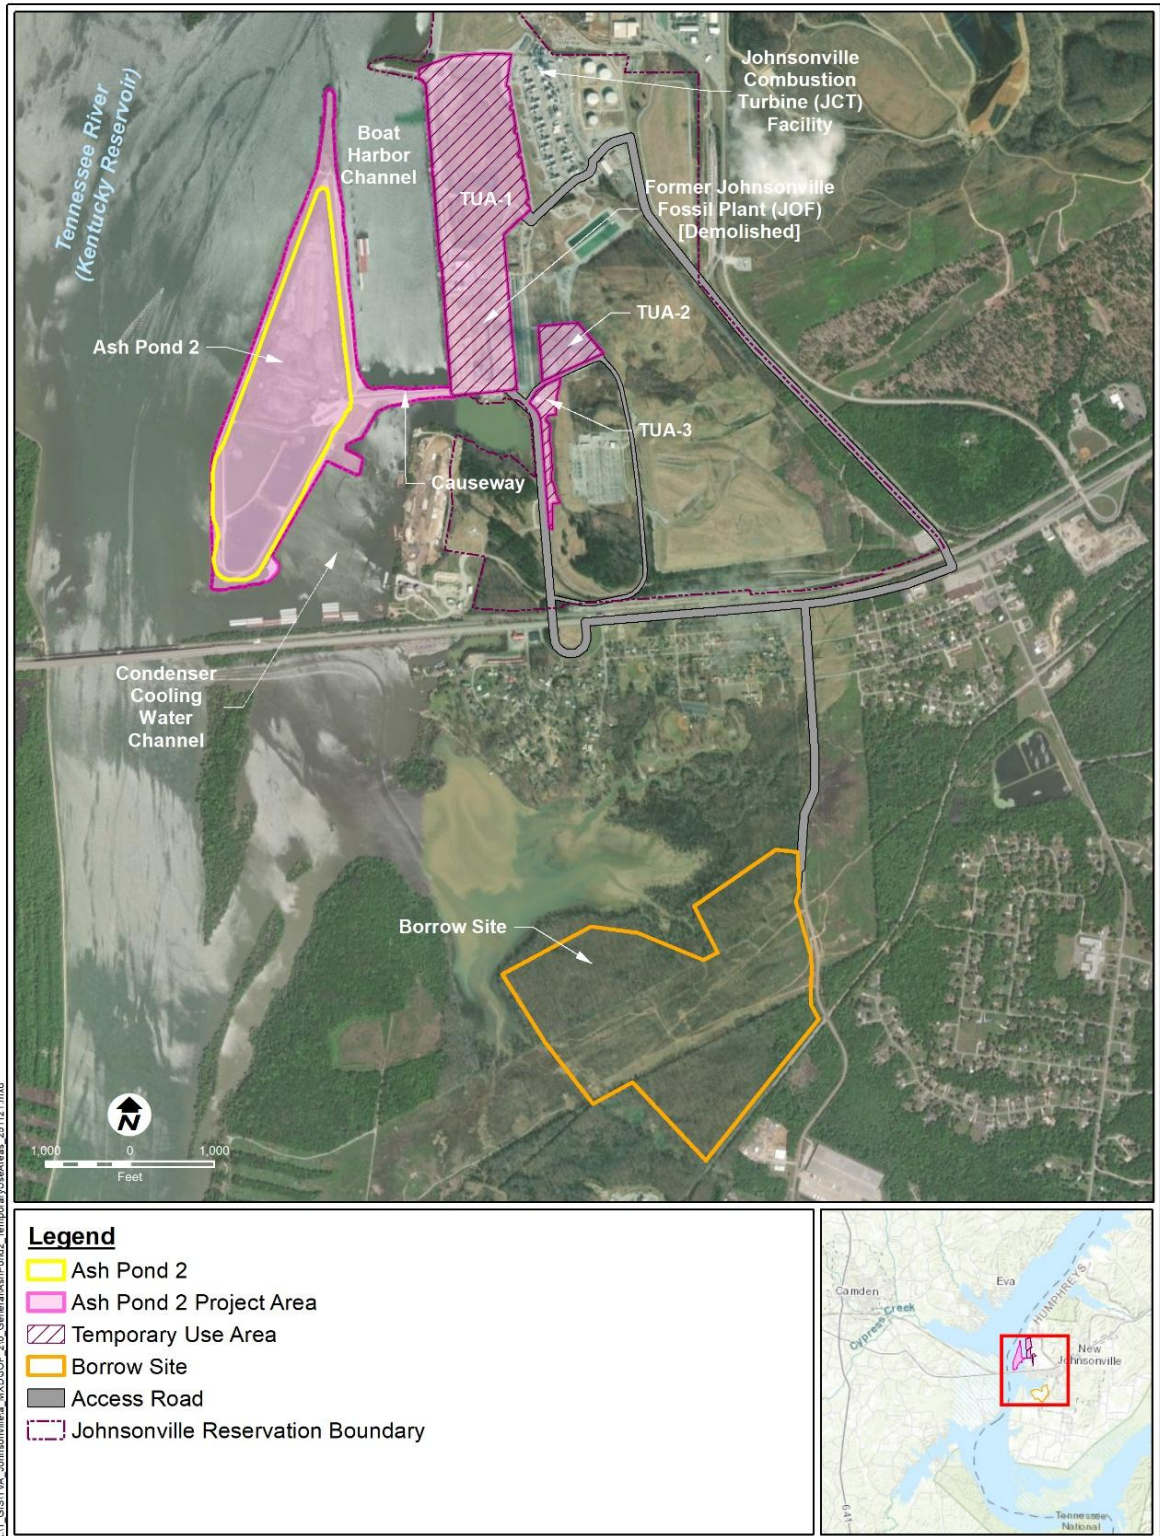 Tennessee River
(Kentucky Reservoir)
Boat
Harbor
Channel
Johnsonville
Combustion
Turbine (JCT)
Facility
TUA-1
Former Johnsonville
Fossil Plant (JOF)
[Demolished]
Ash Pond 2
TUA-2
TUA-3
Causeway
Condenser
Cooling
Water
Channel
Borrow Site
N
1,000 0 1,000
Feet
Legend
Ash Pond 2
Ash Pond 2 Project Area
Temporary Use Area
Borrow Site
Access Road
Johnsonville Reservation Boundary
Camden
Eva
Cypress Creek
HUMPHREYS
New
Johnsonville
641
Tennessee
National